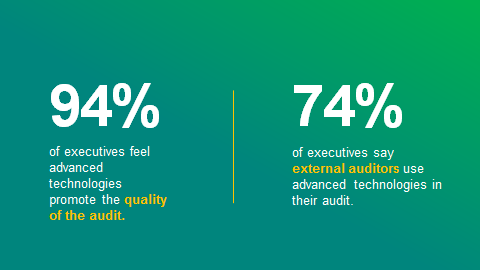 94%
of executives feel
advanced
technologies
promote the quality
of the audit.
74%
of executives say
external auditors use
advanced technologies in
their audit.